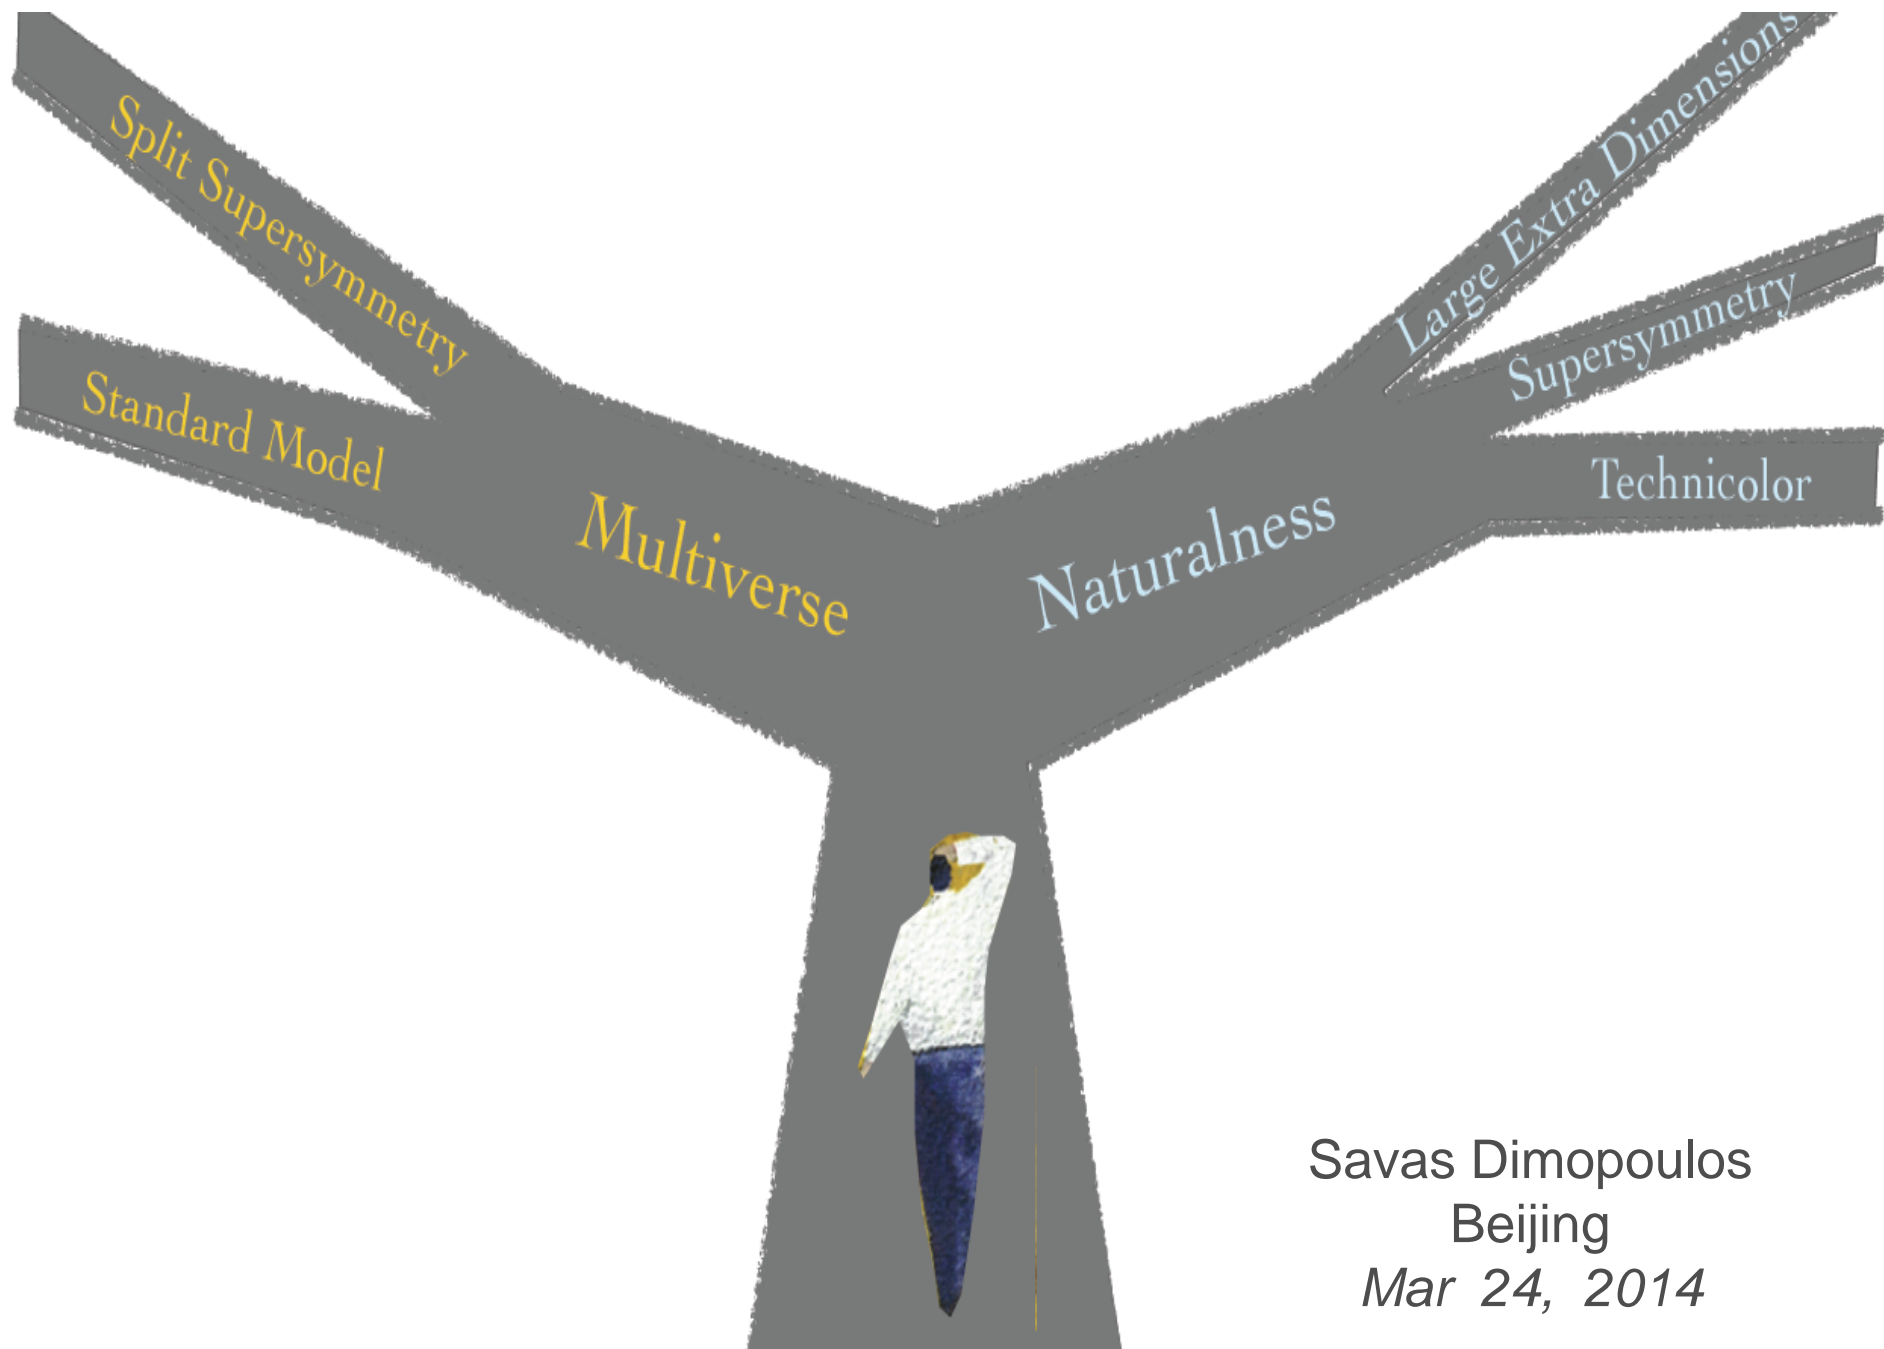 Split Supersymmetry
Standard Model
Multiverse
Naturalness
Large Extra Dimensions
Supersymmetry
Technicolor
Savas Dimopoulos
Beijing
Mar 24, 2014